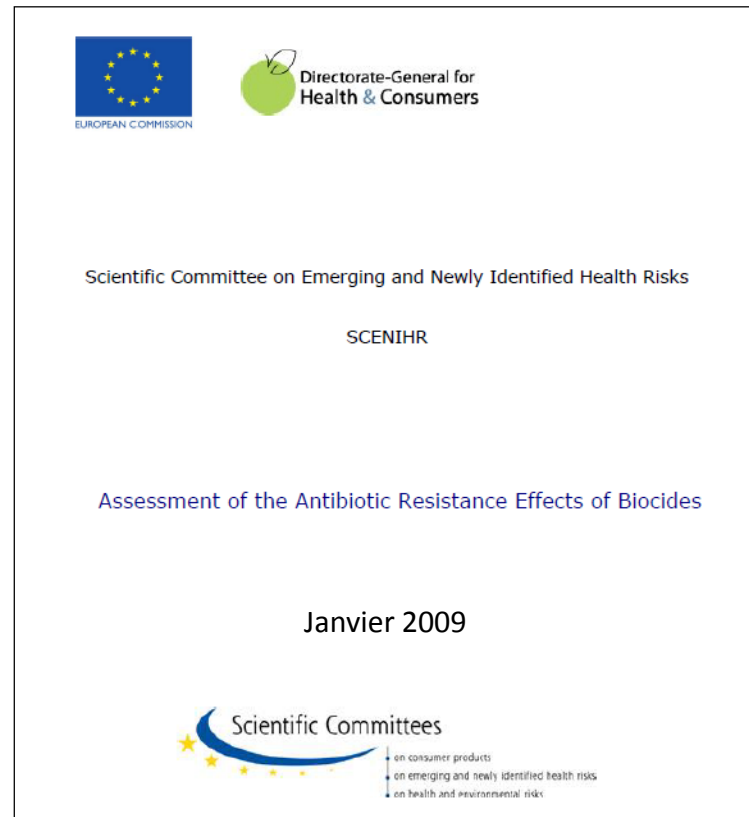 EUROPEAN COMMISSION
Directorate-General for
Health & Consumers
Scientific Committee on Emerging and Newly Identified Health Risks
SCENIHR
Assessment of the Antibiotic Resistance Effects of Biocides
Janvier 2009
Scientific Committees
on consumer products
on emerging and newly identified health risks
on health and environmental risks